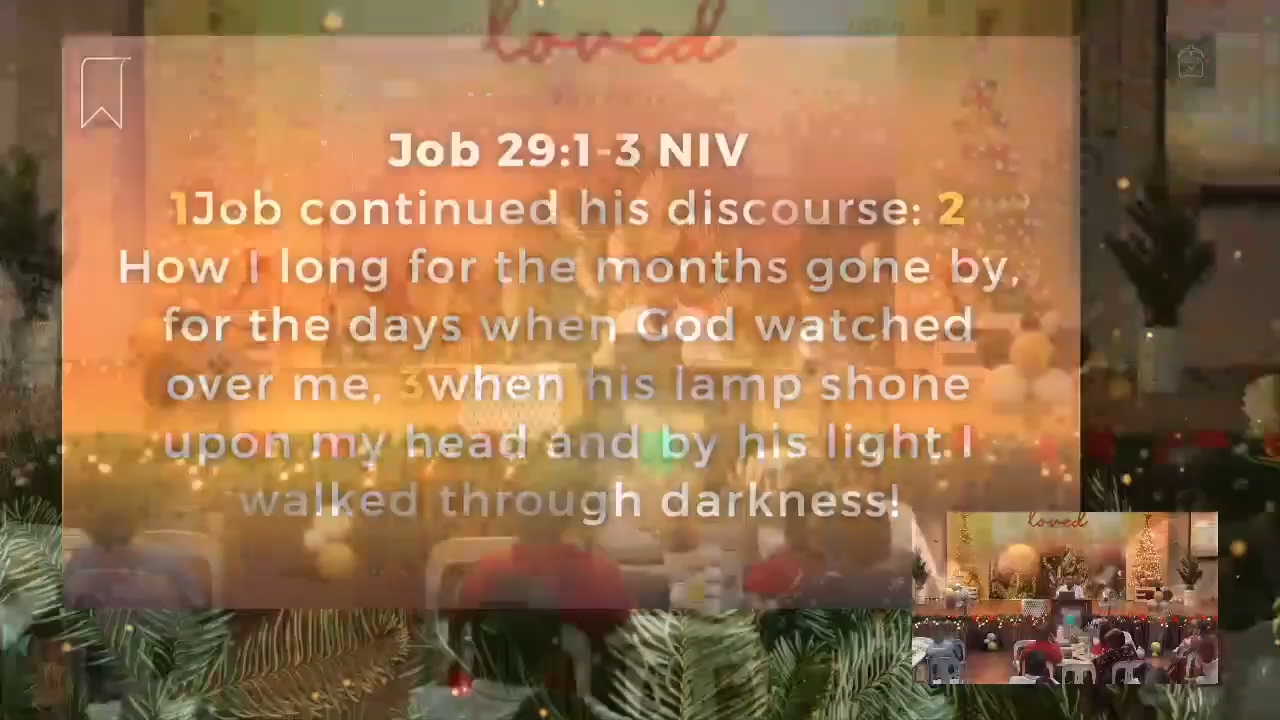 loved
Job 29:1-3 NIV
1Job continued his discourse: 2
How I long for the months gone by,
for the days when God watched
over me, 3when his lamp shone
upon my head and by his light I
walked through darkness!
loved